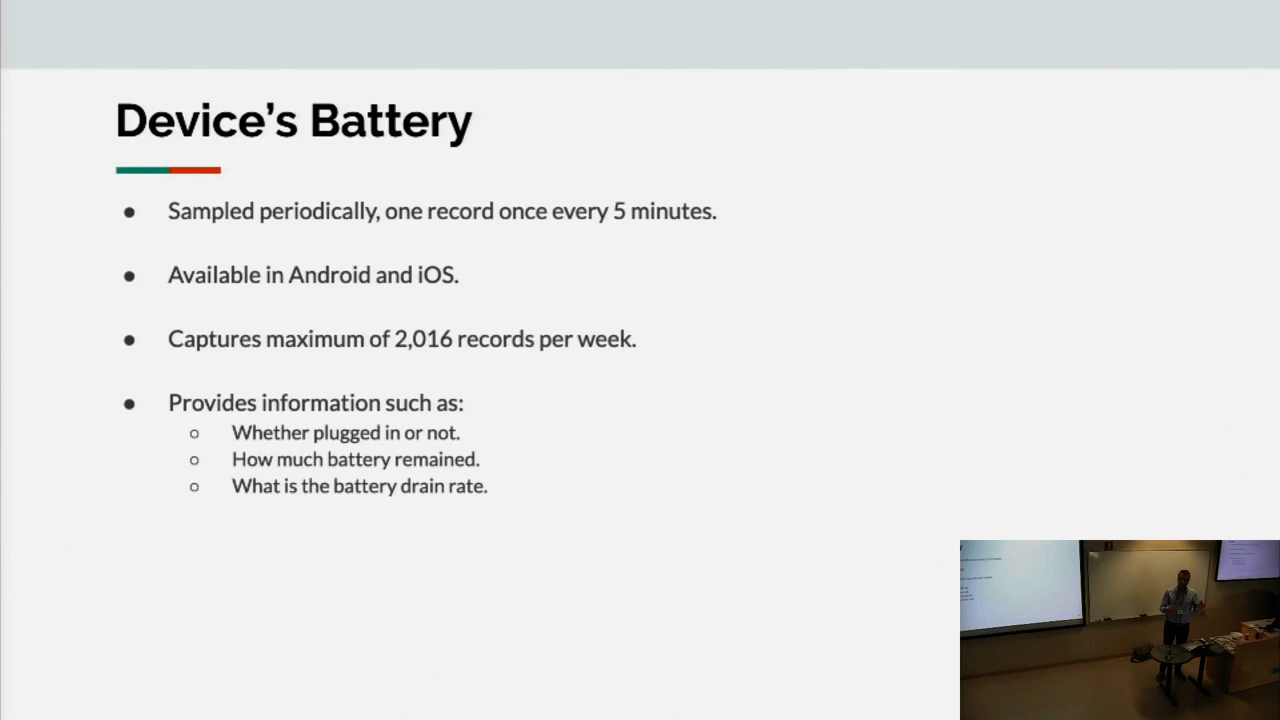 Device's Battery
● Sampled periodically, one record once every 5 minutes.
● Available in Android and iOS.
● Captures maximum of 2,016 records per week.
● Provides information such as:
○ Whether plugged in or not.
○ How much battery remained.
○ What is the battery drain rate.